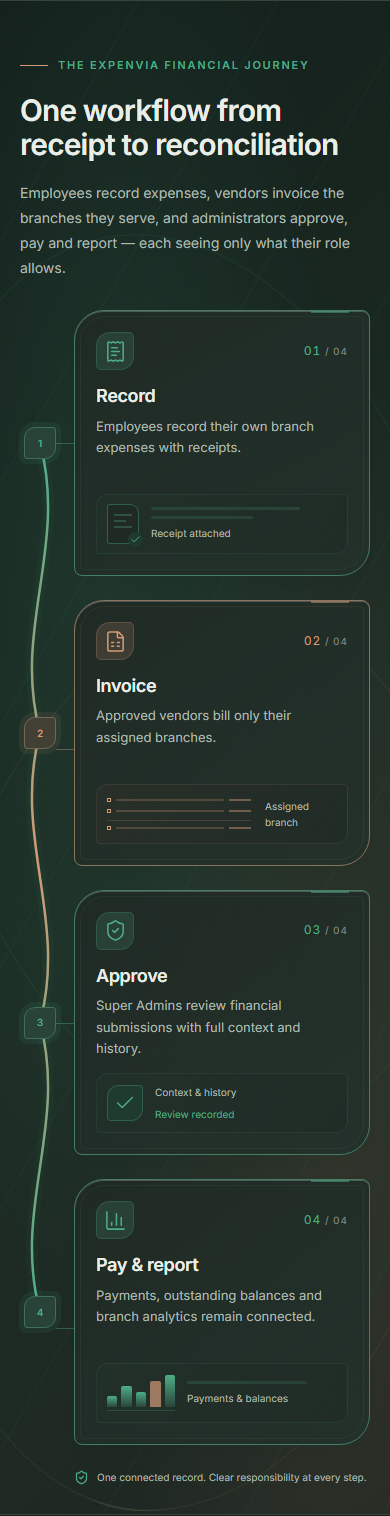 THE EXPENVIA FINANCIAL JOURNEY
One workflow from
receipt to reconciliation
Employees record expenses, vendors invoice the
branches they serve, and administrators approve,
pay and report — each seeing only what their role
allows.
01 / 04
Record
Employees record their own branch
expenses with receipts.
1
Receipt attached
02 / 04
Invoice
Approved vendors bill only their
assigned branches.
2
Assigned
branch
03 / 04
Approve
Super Admins review financial
submissions with full context and
history.
3
Context & history
Review recorded
04 / 04
Pay & report
Payments, outstanding balances and
branch analytics remain connected.
4
Payments & balances
One connected record. Clear responsibility at every step.